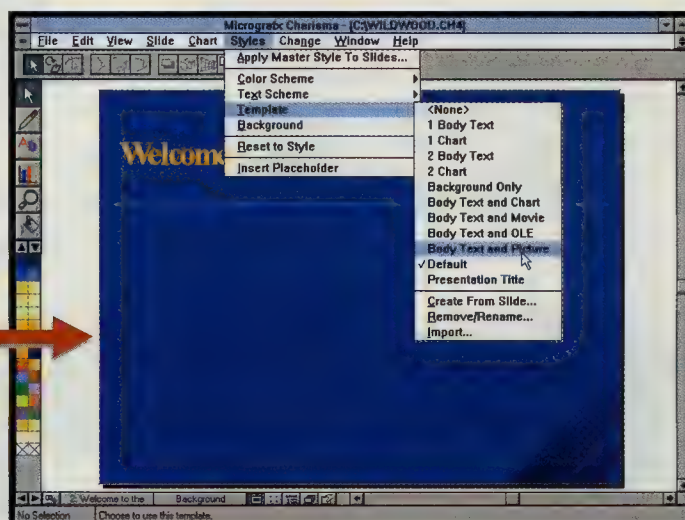 Micrografx Charisma - [C:\WILDWOOD.CH4]
File Edit View Slide Chart Styles Change Window Help
Apply Master Style To Slides...
Color Scheme
Text Scheme
Template
Background
Reset to Style
Insert Placeholder
<None>
1 Body Text
1 Chart
2 Body Text
2 Chart
Background Only
Body Text and Chart
Body Text and Movie
Body Text and OLE
Body Text and Picture
✓ Default
Presentation Title
Create From Slide...
Remove/Rename...
Import...
Welcome
Aa
2: Welcome to the Background
No Selection Choose to use this template.